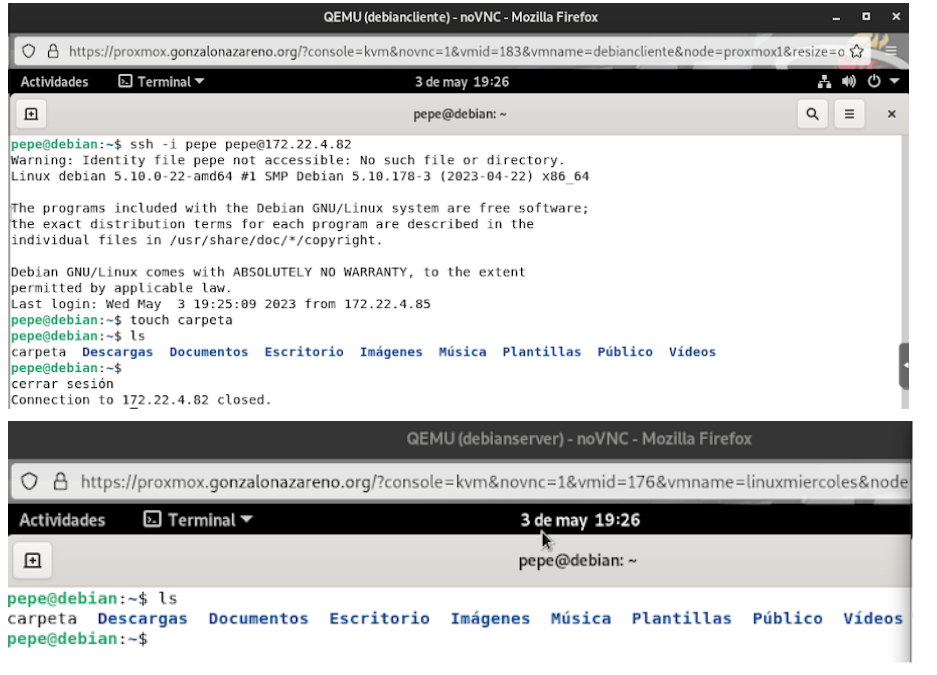 QEMU (debiancliente) - noVNC - Mozilla Firefox
https://proxmox.gonzalonazareno.org/?console=kvm&novnc=1&vmid=183&vmname=debiancliente&node=proxmox1&resize=o
Actividades Terminal 3 de may 19:26
pepe@debian: ~
pepe@debian:~$ ssh -i pepe pepe@172.22.4.82
Warning: Identity file pepe not accessible: No such file or directory.
Linux debian 5.10.0-22-amd64 #1 SMP Debian 5.10.178-3 (2023-04-22) x86_64
The programs included with the Debian GNU/Linux system are free software;
the exact distribution terms for each program are described in the
individual files in /usr/share/doc/*/copyright.
Debian GNU/Linux comes with ABSOLUTELY NO WARRANTY, to the extent
permitted by applicable law.
Last login: Wed May  3 19:25:09 2023 from 172.22.4.85
pepe@debian:~$ touch carpeta
pepe@debian:~$ ls
carpeta Descargas Documentos Escritorio Imágenes Música Plantillas Público Vídeos
pepe@debian:~$
cerrar sesión
Connection to 172.22.4.82 closed.
QEMU (debianserver) - noVNC - Mozilla Firefox
https://proxmox.gonzalonazareno.org/?console=kvm&novnc=1&vmid=176&vmname=linuxmiercoles&node
Actividades Terminal 3 de may 19:26
pepe@debian: ~
pepe@debian:~$ ls
carpeta Descargas Documentos Escritorio Imágenes Música Plantillas Público Vídeos
pepe@debian:~$